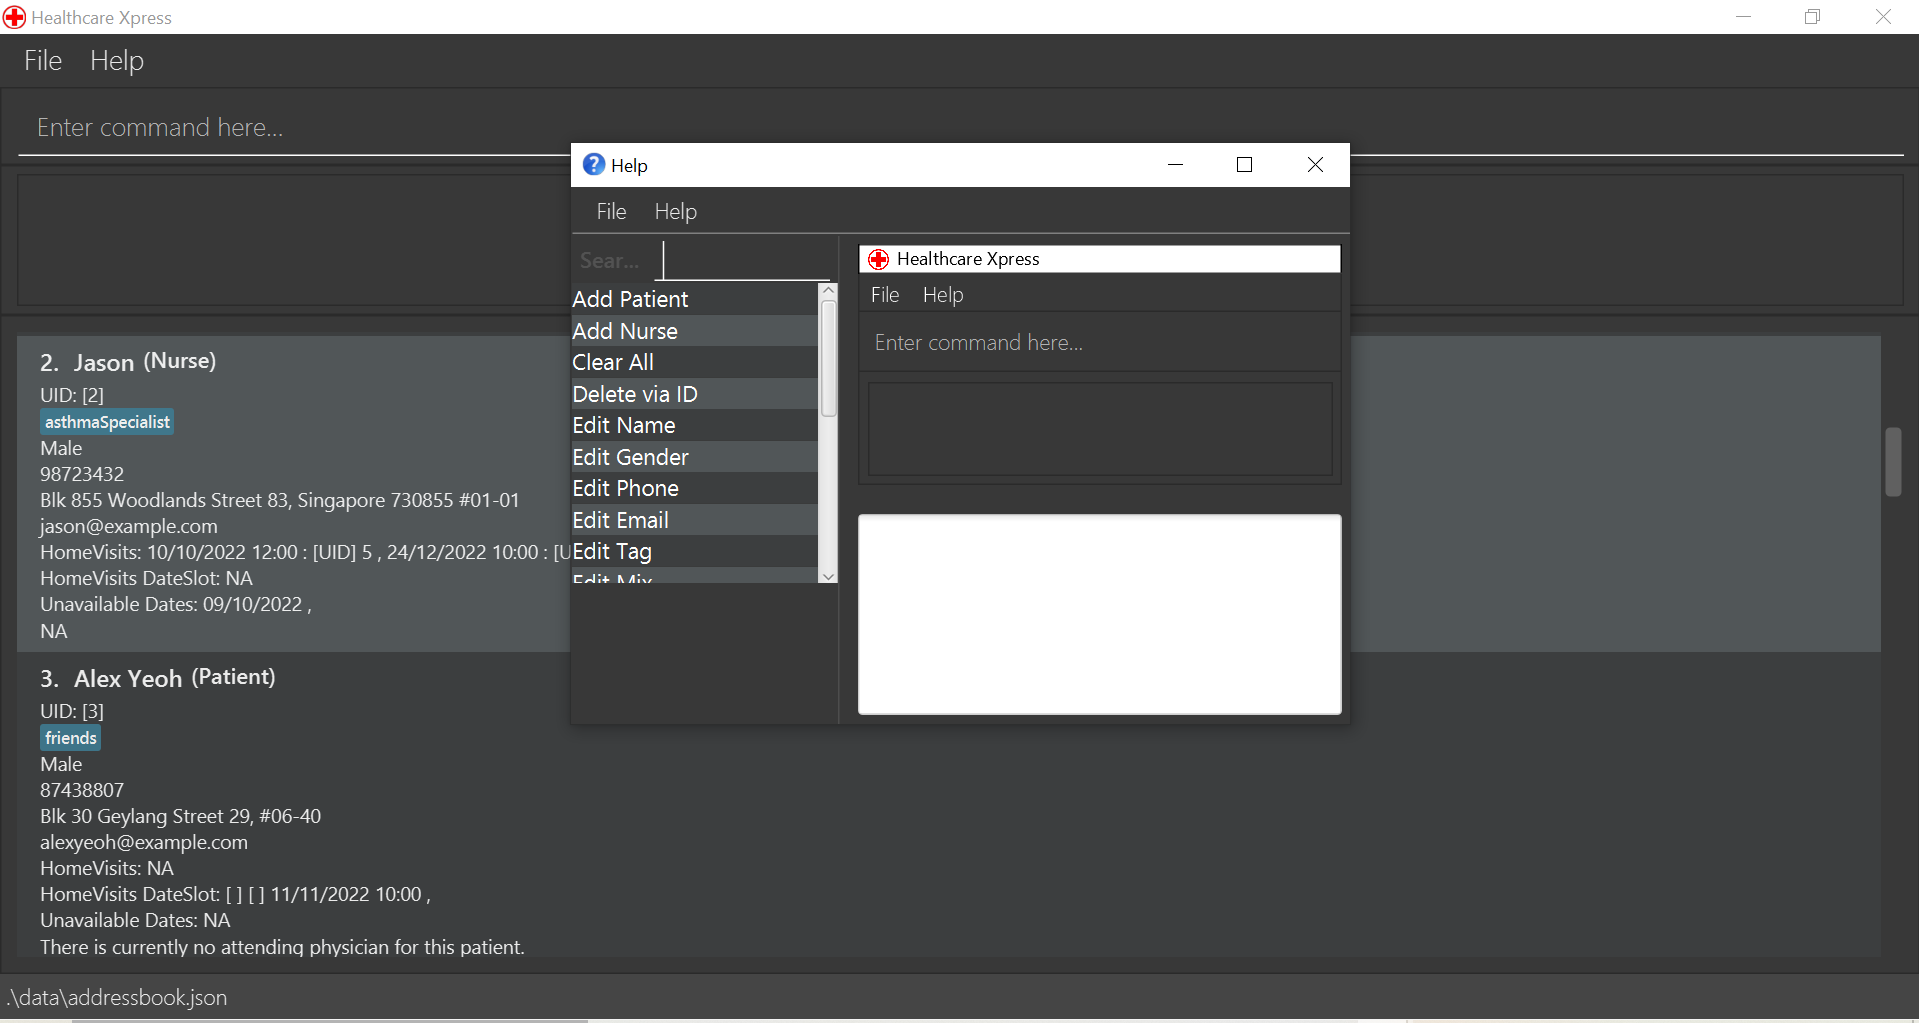 Healthcare Xpress
File Help
Enter command here...
2. Jason (Nurse)
UID: [2]
asthmaSpecialist
Male
98723432
Blk 855 Woodlands Street 83, Singapore 730855 #01-01
jason@example.com
HomeVisits: 10/10/2022 12:00 : [UID] 5 , 24/12/2022 10:00 : [U
HomeVisits DateSlot: NA
Unavailable Dates: 09/10/2022 ,
NA
3. Alex Yeoh (Patient)
UID: [3]
friends
Male
87438807
Blk 30 Geylang Street 29, #06-40
alexyeoh@example.com
HomeVisits: NA
HomeVisits DateSlot: [ ] [ ] 11/11/2022 10:00 ,
Unavailable Dates: NA
There is currently no attending physician for this patient.
.\data\addressbook.json
Help
File Help
Sear...
Add Patient
Add Nurse
Clear All
Delete via ID
Edit Name
Edit Gender
Edit Phone
Edit Email
Edit Tag
Edit Mix
Healthcare Xpress
File Help
Enter command here...